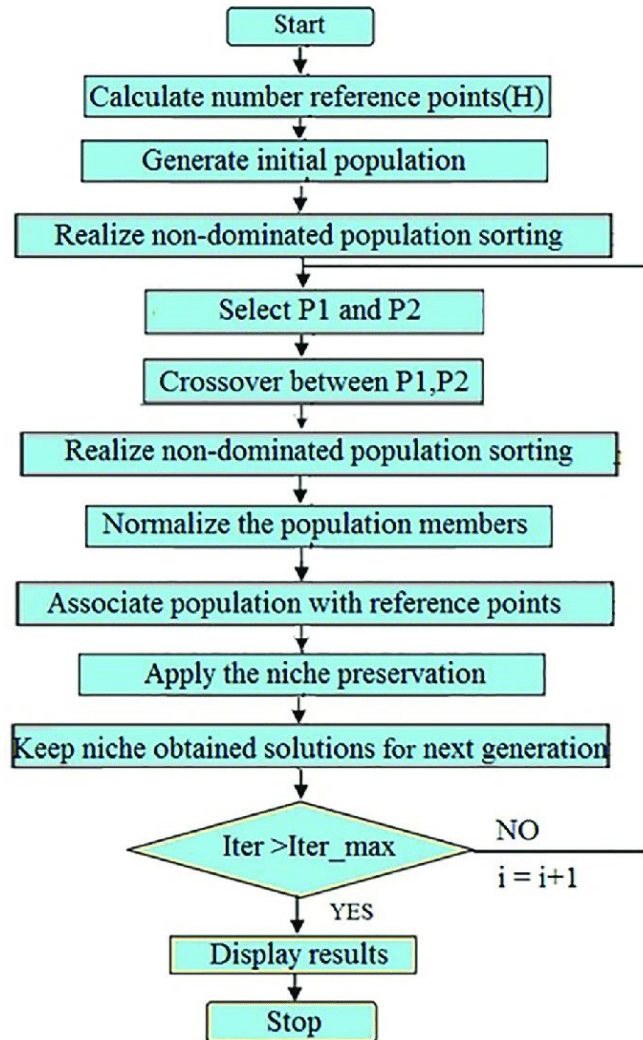 Start
Calculate number reference points(H)
Generate initial population
Realize non-dominated population sorting
Select P1 and P2
Crossover between P1,P2
Realize non-dominated population sorting
Normalize the population members
Associate population with reference points
Apply the niche preservation
Keep niche obtained solutions for next generation
Iter >Iter_max
NO
i = i+1
YES
Display results
Stop